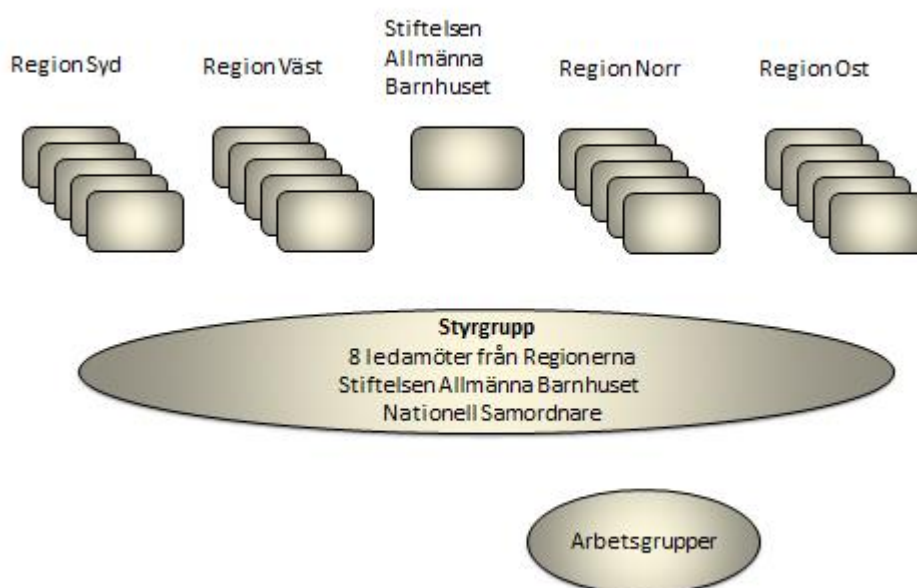 Region Syd
Region Väst
Stiftelsen
Allmänna
Barnhuset
Region Norr
Region Ost
Styrgrupp
8 ledamöter från Regionerna
Stiftelsen Allmänna Barnhuset
Nationell Samordnare
Arbetsgrupper